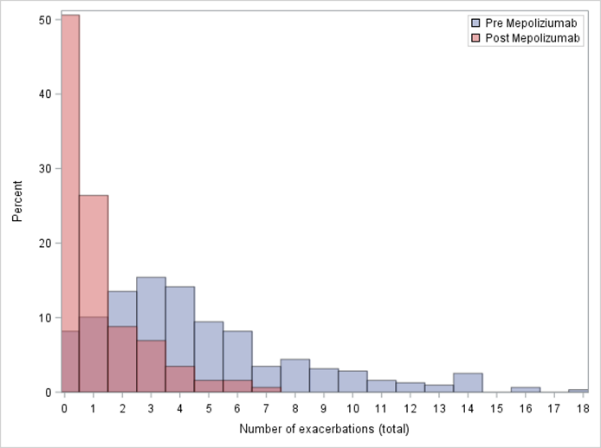 Pre Mepoliziumab
Post Mepolizumab
50
40
30
20
10
0
Percent
0 1 2 3 4 5 6 7 8 9 10 11 12 13 14 15 16 17 18
Number of exacerbations (total)